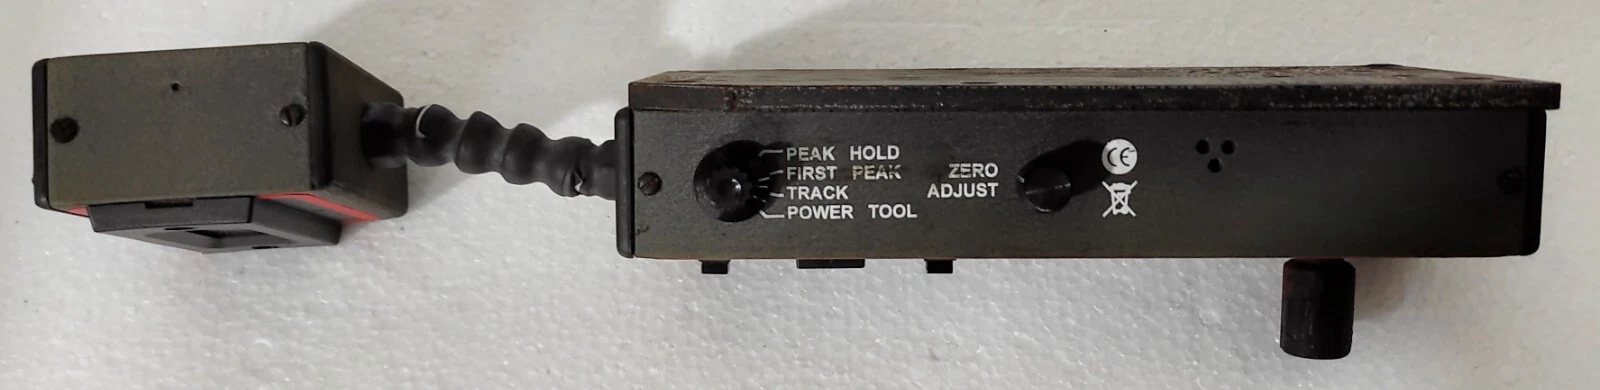 PEAK HOLD
FIRST PEAK
TRACK
POWER TOOL
ZERO
ADJUST
CE